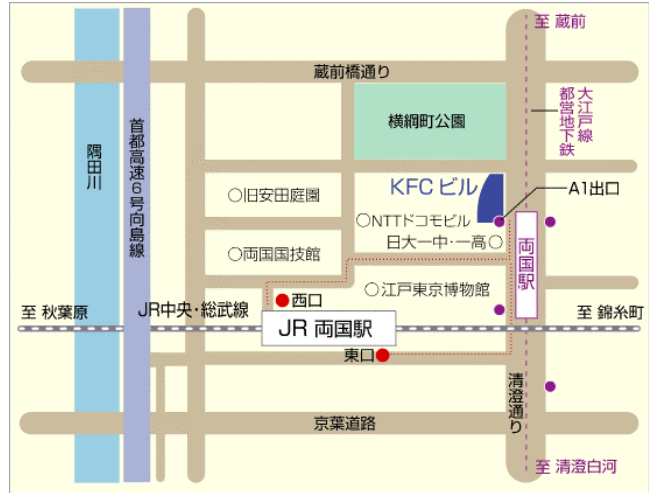 至 蔵前
蔵前橋通り
大江戸線
都営地下鉄
横綱町公園
首都高速6号向島線
隅田川
KFC ビル
A1出口
○旧安田庭園
○NTTドコモビル
日大一中・一高○
両国駅
○両国国技館
○江戸東京博物館
西口
至 秋葉原
JR中央・総武線
JR 両国駅
至 錦糸町
東口
清澄通り
京葉道路
至 清澄白河